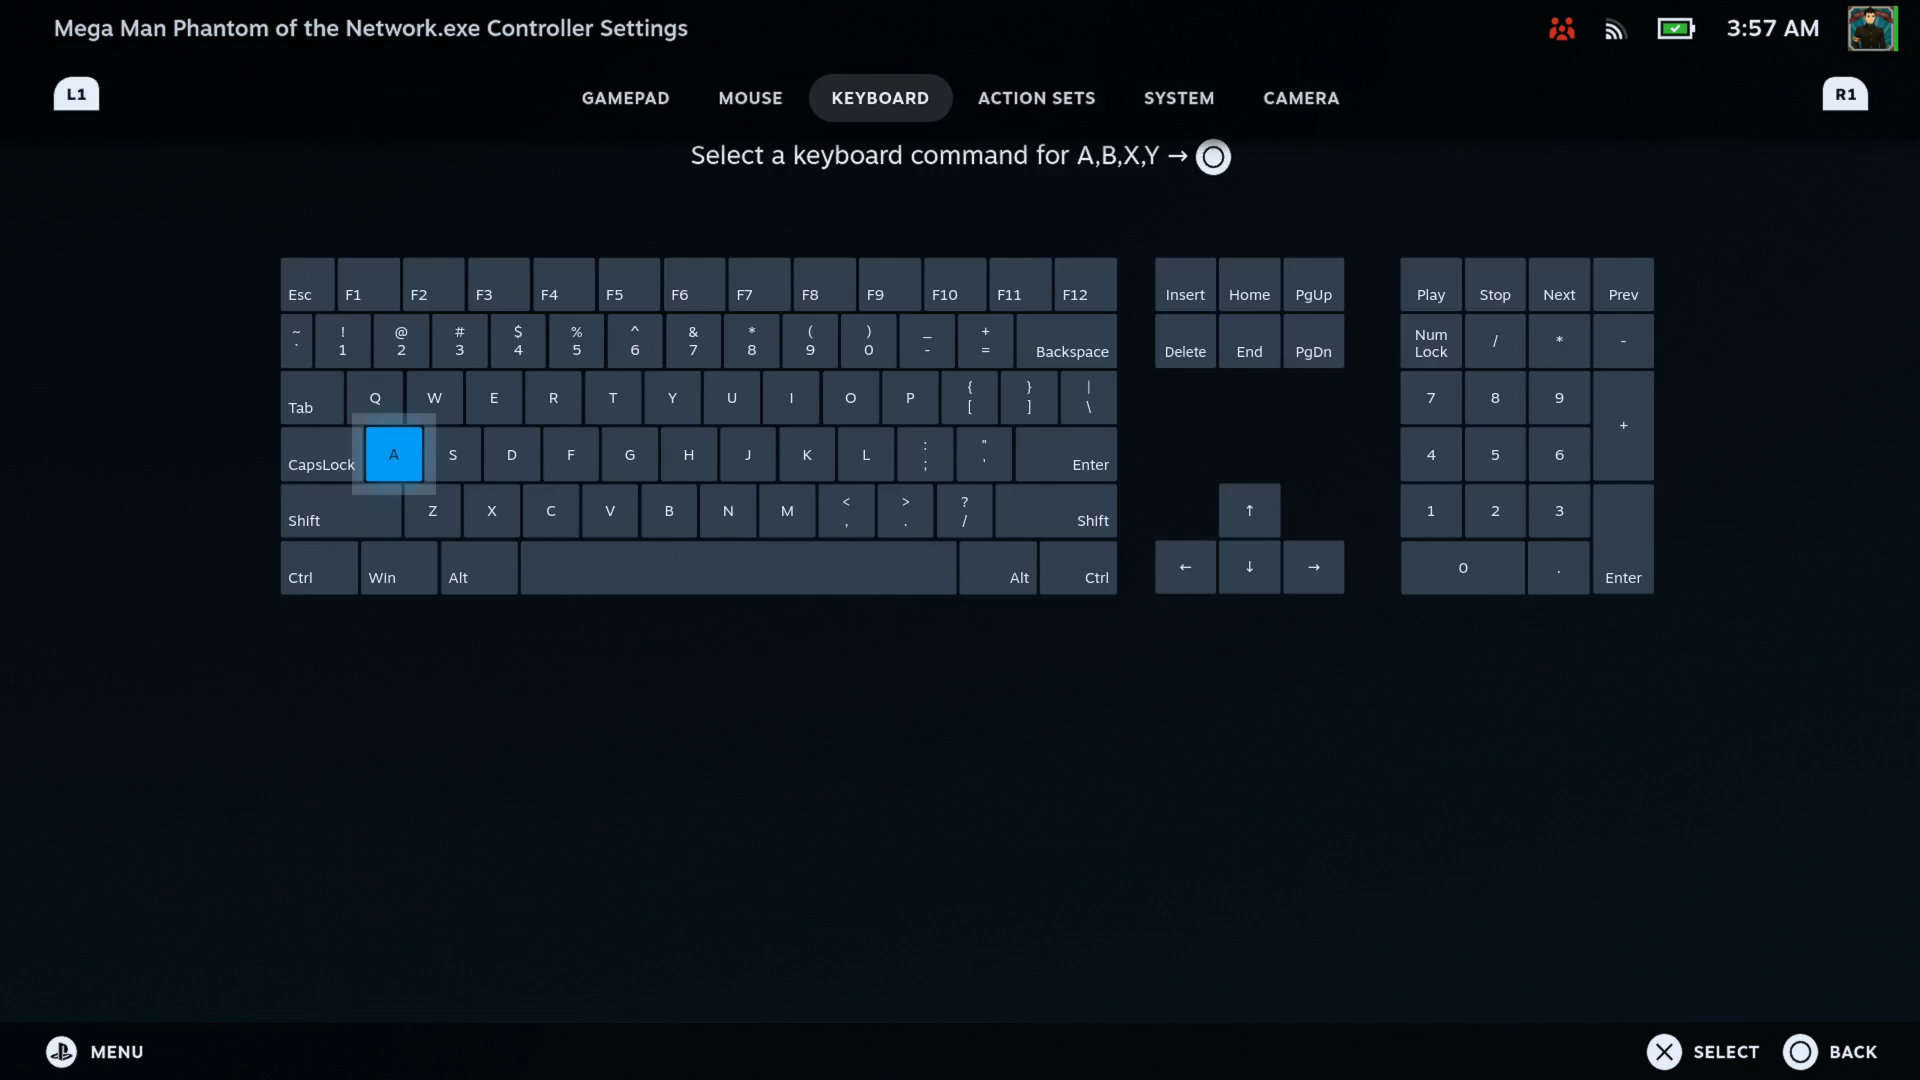 Mega Man Phantom of the Network.exe Controller Settings
3:57 AM
L1
GAMEPAD MOUSE KEYBOARD ACTION SETS SYSTEM CAMERA
R1
Select a keyboard command for A,B,X,Y →
Esc F1 F2 F3 F4 F5 F6 F7 F8 F9 F10 F11 F12 Insert Home PgUp Play Stop Next Prev
~ ! @ # $ % ^ & * ( ) _ +
` 1 2 3 4 5 6 7 8 9 0 - = Backspace Delete End PgDn Num Lock / * -
Tab Q W E R T Y U I O P { [ } ] | \ 7 8 9 +
CapsLock A S D F G H J K L : ; " ' Enter 4 5 6
Shift Z X C V B N M < , > . ? / Shift ↑ 1 2 3
Ctrl Win Alt Alt Ctrl ← ↓ → 0 . Enter
MENU
SELECT
BACK